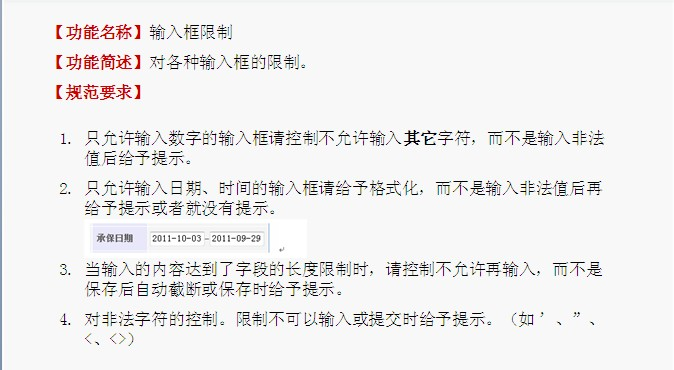 【功能名称】输入框限制
【功能简述】对各种输入框的限制。
【规范要求】
1. 只允许输入数字的输入框请控制不允许输入其它字符，而不是输入非法
值后给予提示。
2. 只允许输入日期、时间的输入框请给予格式化，而不是输入非法值后再
给予提示或者就没有提示。
承保日期 2011-10-03 - 2011-09-29
3. 当输入的内容达到了字段的长度限制时，请控制不允许再输入，而不是
保存后自动截断或保存时给予提示。
4. 对非法字符的控制。限制不可以输入或提交时给予提示。（如 ’ 、” 、
<、<>）